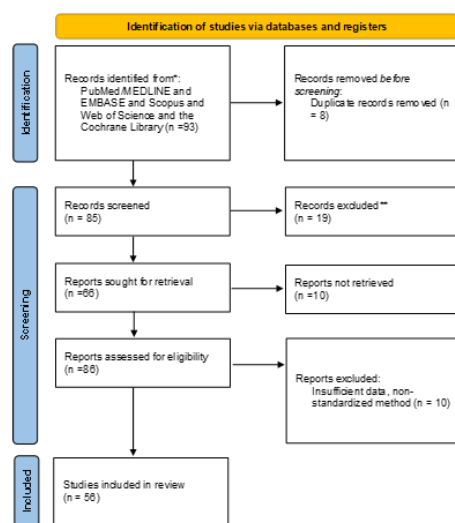 Identification of studies via databases and registers
Identification
Records identified from*:
PubMed/MEDLINE and
EMBASE and Scopus and
Web of Science and the
Cochrane Library (n =93)
Records removed before
screening:
Duplicate records removed (n
= 8)
Screening
Records screened
(n = 85)
Records excluded**
(n = 19)
Reports sought for retrieval
(n =66)
Reports not retrieved
(n =10)
Reports assessed for eligibility
(n =86)
Reports excluded:
Insufficient data, non-
standardized method (n = 10)
Included
Studies included in review
(n = 56)